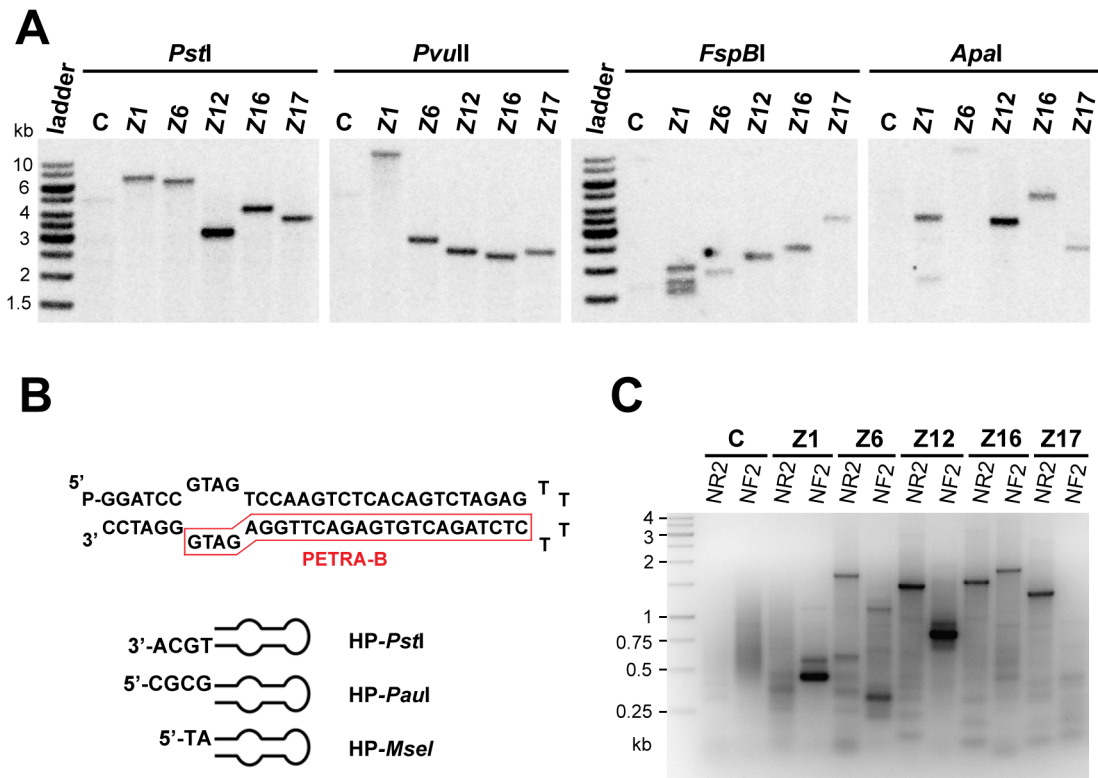 A
PstI PvuII FspBI ApaI
ladder C Z1 Z6 Z12 Z16 Z17 C Z1 Z6 Z12 Z16 Z17 ladder C Z1 Z6 Z12 Z16 Z17 C Z1 Z6 Z12 Z16 Z17
kb
10
6
4
3
2
1.5
B
5’
P-GGATCC GTAG TCCAAGTCTCACAGTCTAGAG T T
3’ CCTAGG GTAG AGGTTCAGAGTGTCAGATCTC T T
PETRA-B
3’-ACGT HP-PstI
5’-CGCG HP-PauI
5’-TA HP-MseI
C
C Z1 Z6 Z12 Z16 Z17
NR2 NF2 NR2 NF2 NR2 NF2 NR2 NF2 NR2 NF2 NR2 NF2
4
3
2
1
0.75
0.5
0.25
kb